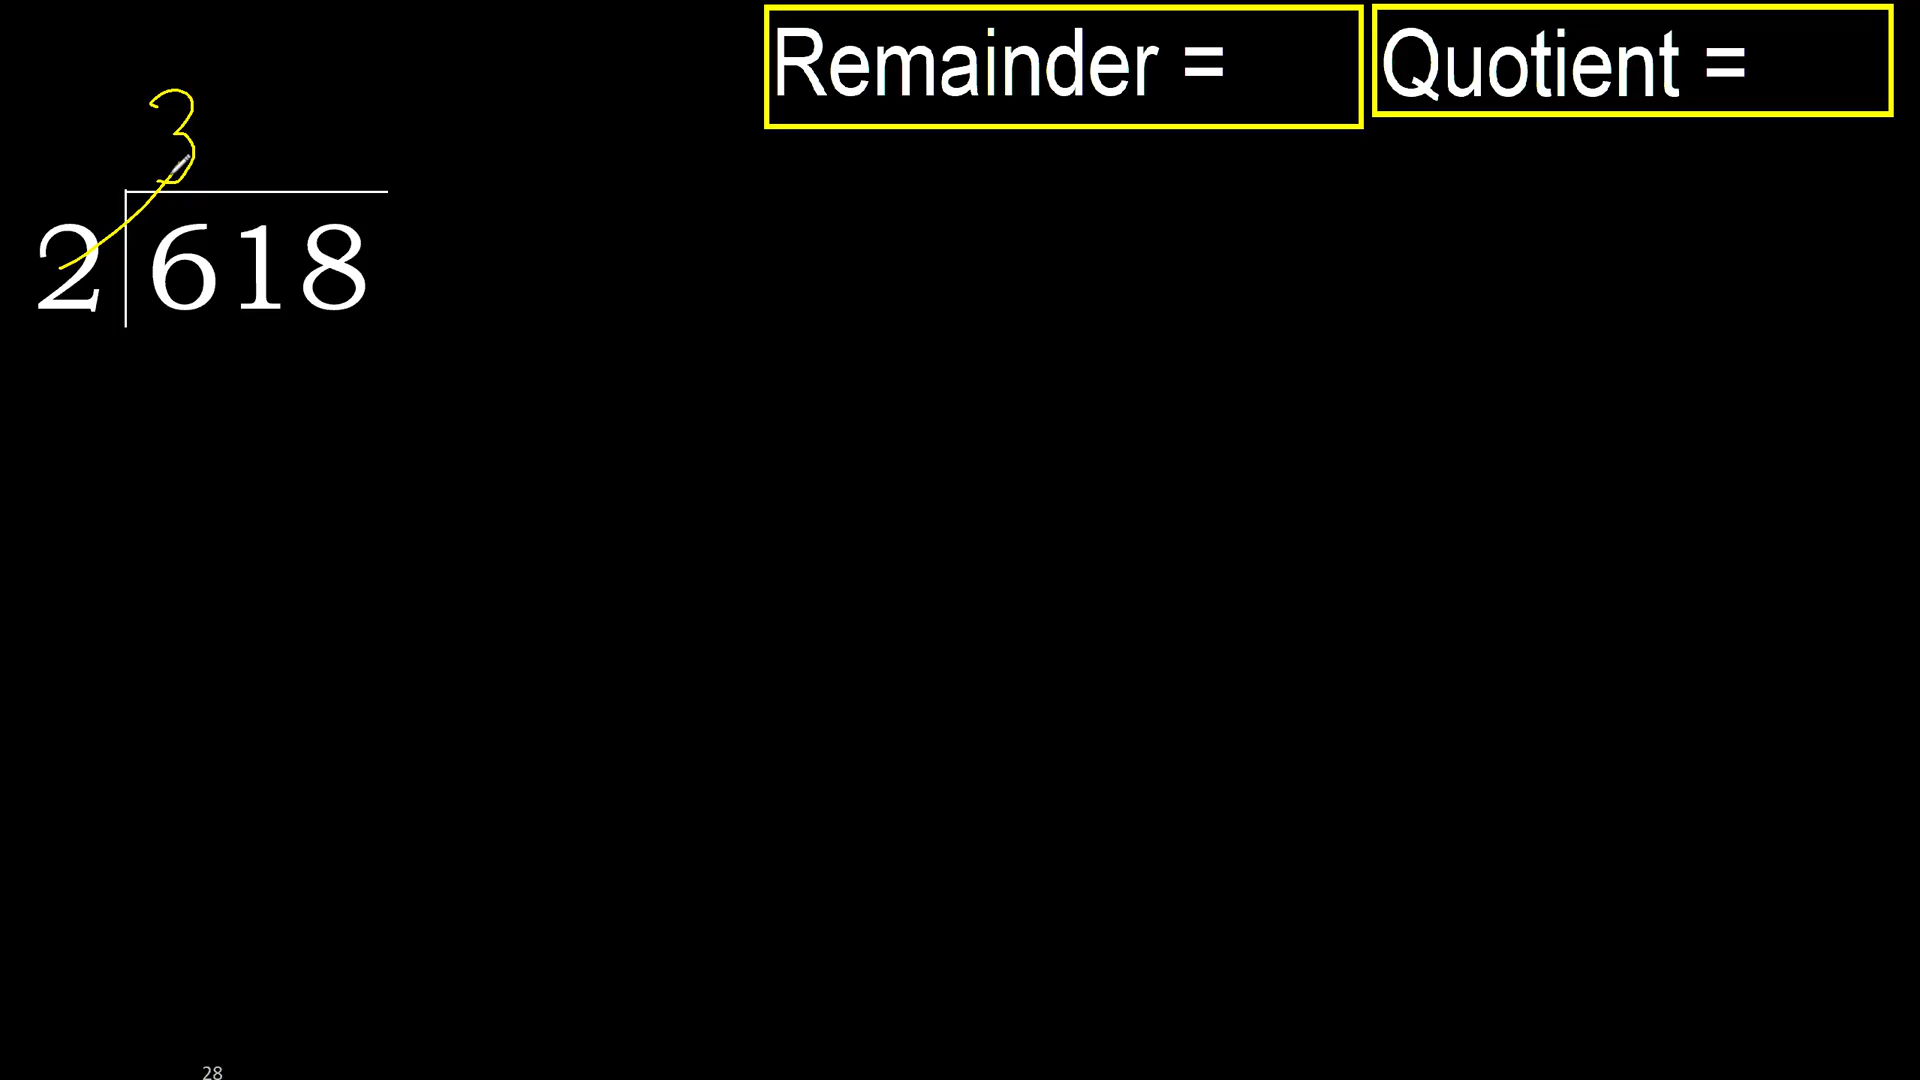 Remainder =
Quotient =
3
2 618
28